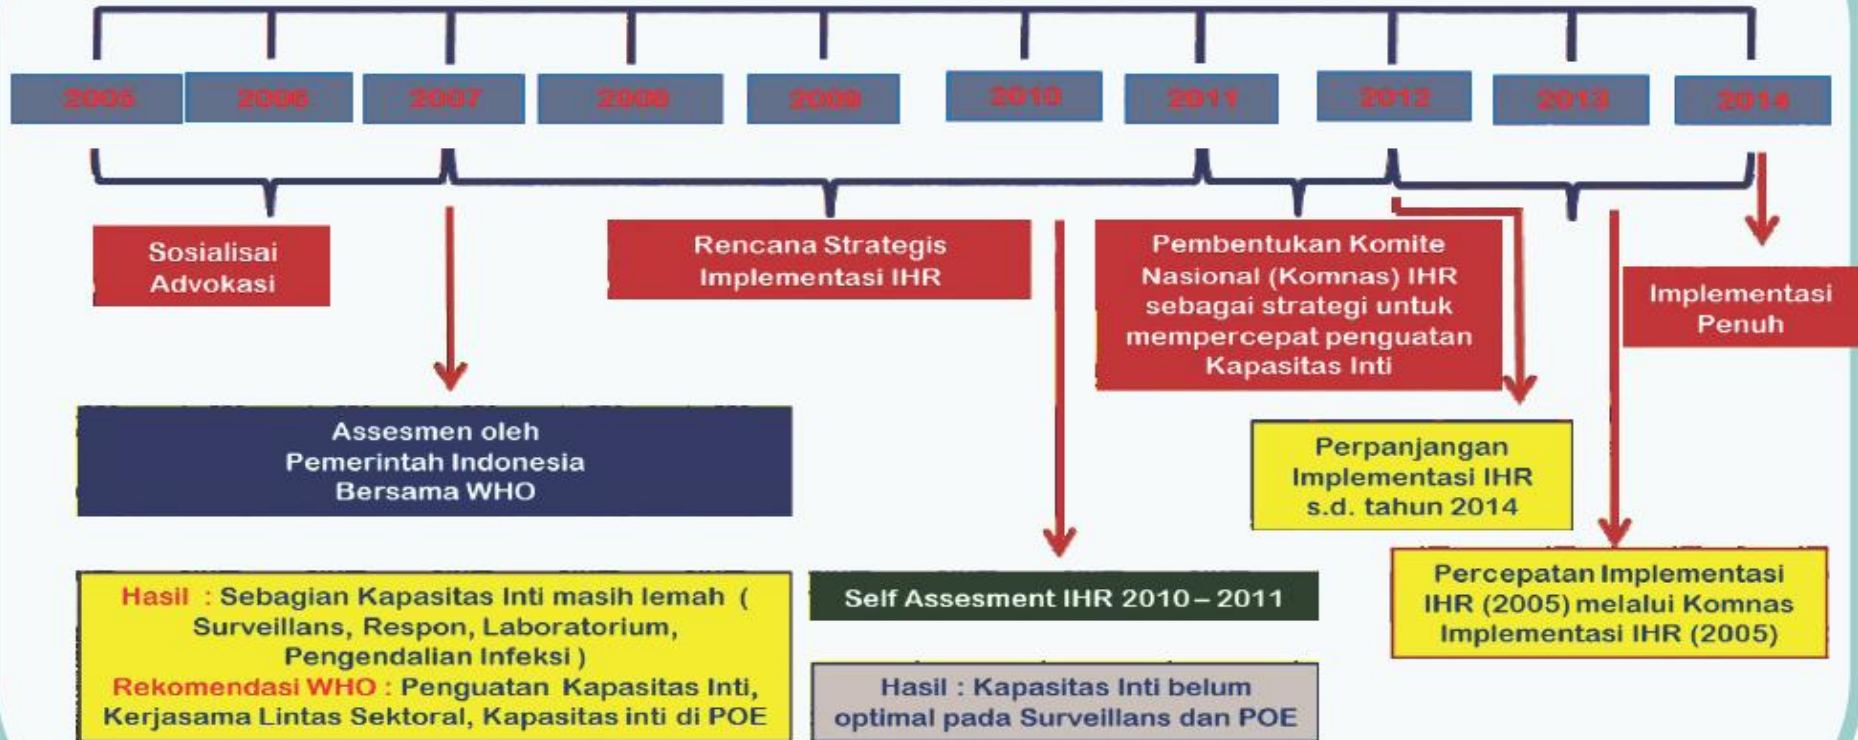 2005
2006
2007
2008
2009
2010
2011
2012
2013
2014
Sosialisai
Advokasi
Rencana Strategis
Implementasi IHR
Pembentukan Komite
Nasional (Komnas) IHR
sebagai strategi untuk
mempercepat penguatan
Kapasitas Inti
Implementasi
Penuh
Assesmen oleh
Pemerintah Indonesia
Bersama WHO
Perpanjangan
Implementasi IHR
s.d. tahun 2014
Hasil : Sebagian Kapasitas Inti masih lemah (
Surveillans, Respon, Laboratorium,
Pengendalian Infeksi )
Rekomendasi WHO : Penguatan Kapasitas Inti,
Kerjasama Lintas Sektoral, Kapasitas inti di POE
Self Assesment IHR 2010 – 2011
Hasil : Kapasitas Inti belum
optimal pada Surveillans dan POE
Percepatan Implementasi
IHR (2005) melalui Komnas
Implementasi IHR (2005)